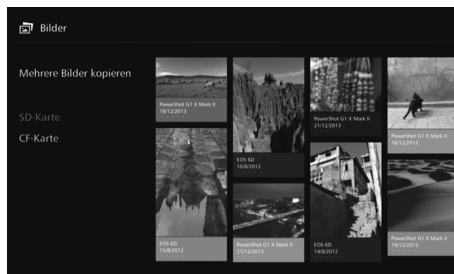 Bilder
Mehrere Bilder kopieren
SD-Karte
CF-Karte
PowerShot G1 X Mark II
18/12/2013
EOS 6D
15/8/2012
EOS 6D
10/8/2012
PowerShot G1 X Mark II
21/12/2013
PowerShot G1 X Mark II
21/12/2013
EOS 6D
14/8/2012
PowerShot G1 X Mark II
16/12/2013
PowerShot G1 X Mark II
19/12/2013